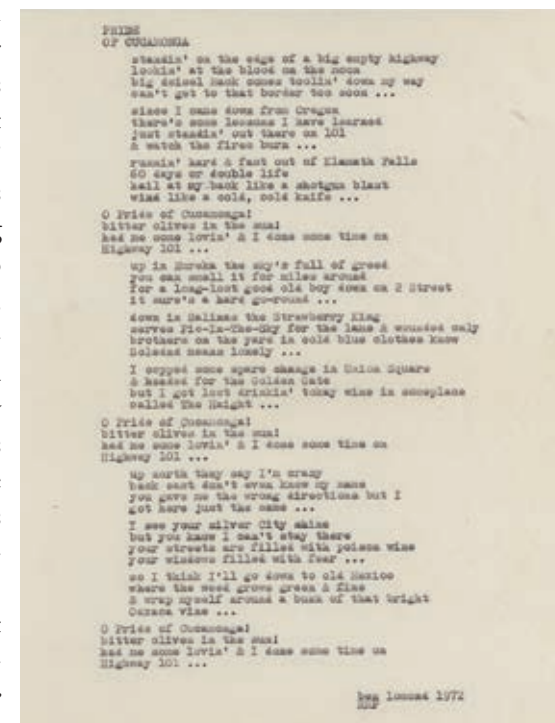 PRIDE
OF CUCAMONGA
standin' on the edge of a big empty highway
lookin' at the blood on the moon
big deisel Mack comes toolin' down my way
can't get to that border too soon ...
since I came down from Oregon
there's some lessons I have learned
just standin' out there on 101
& watch the fires burn ...
runnin' hard & fast out of Klamath Falls
60 days or double life
hail at my back like a shotgun blast
wind like a cold, cold knife ...
O Pride of Cucamonga!
bitter olives in the sun!
had me some lovin' & I done some time on
Highway 101 ...
up in Eureka the sky's full of greed
you can smell it for miles around
for a long-lost good old boy down on 2 Street
it sure's a hard go-round ...
down in Salinas the Strawberry King
serves Pie-In-The-Sky for the lame & wounded only
brothers on the yard in cold blue clothes know
Soledad means lonely ...
I copped some spare change in Union Square
& headed for the Golden Gate
but I got lost drinkin' tokay wine in someplace
called The Haight ...
O Pride of Cucamonga!
bitter olives in the sun!
had me some lovin' & I done some time on
Highway 101 ...
up north they say I'm crazy
back east don't even know my name
you gave me the wrong directions but I
got here just the same ...
I see your silver City shine
but you know I can't stay there
your streets are filled with poison wine
your windows filled with fear ...
so I think I'll go down to old Mexico
where the weed grows green & fine
& wrap myself around a bush of that bright
Oaxaca vine ...
O Pride of Cucamonga!
bitter olives in the sun!
had me some lovin' & I done some time on
Highway 101 ...
1972